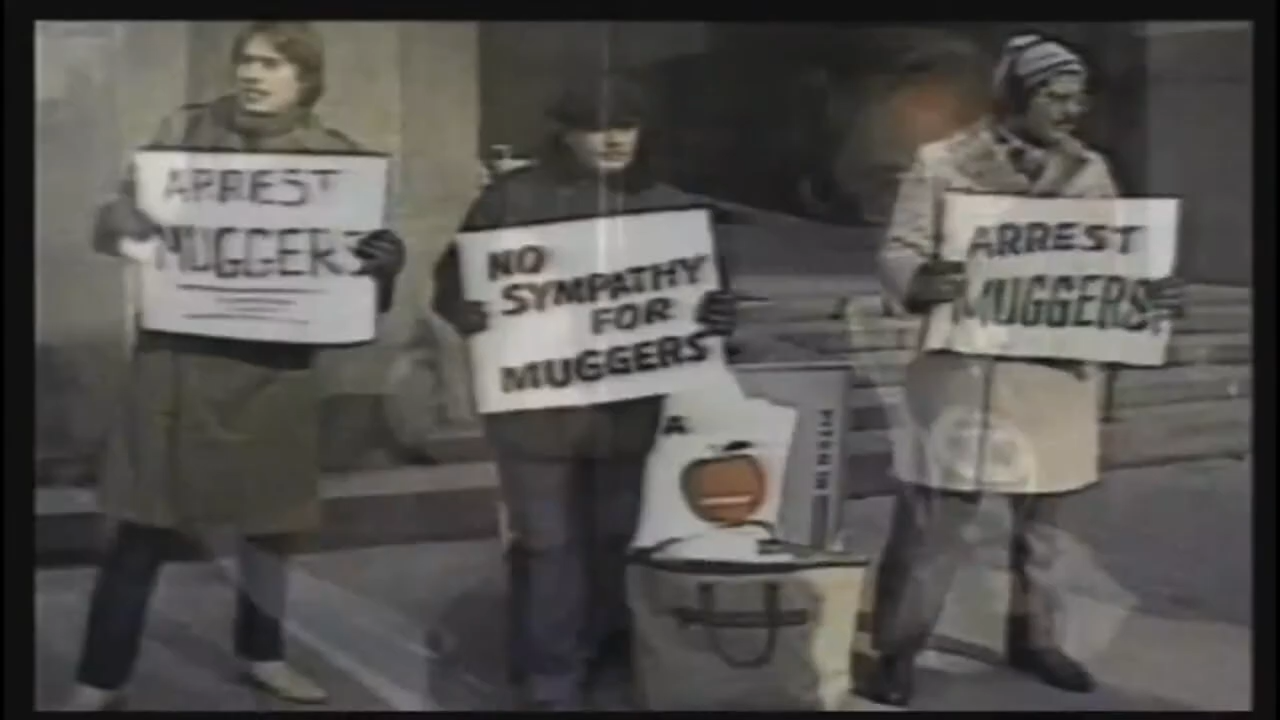 ARREST
MUGGERS
NO
SYMPATHY
FOR
MUGGERS
A
ARREST
MUGGERS